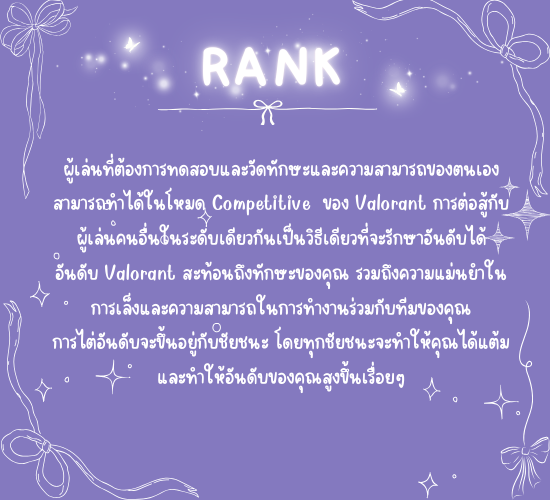 RANK
ผู้เล่นที่ต้องการทดสอบและวัดทักษะและความสามารถของตนเอง
สามารถทำได้ในโหมด Competitive ของ Valorant การต่อสู้กับ
ผู้เล่นคนอื่นในระดับเดียวกันเป็นวิธีเดียวที่จะรักษาอันดับได้
อันดับ Valorant สะท้อนถึงทักษะของคุณ รวมถึงความแม่นยำใน
การเล็งและความสามารถในการทำงานร่วมกับทีมของคุณ
การไต่อันดับจะขึ้นอยู่กับชัยชนะ โดยทุกชัยชนะจะทำให้คุณได้แต้ม
และทำให้อันดับของคุณสูงขึ้นเรื่อยๆ